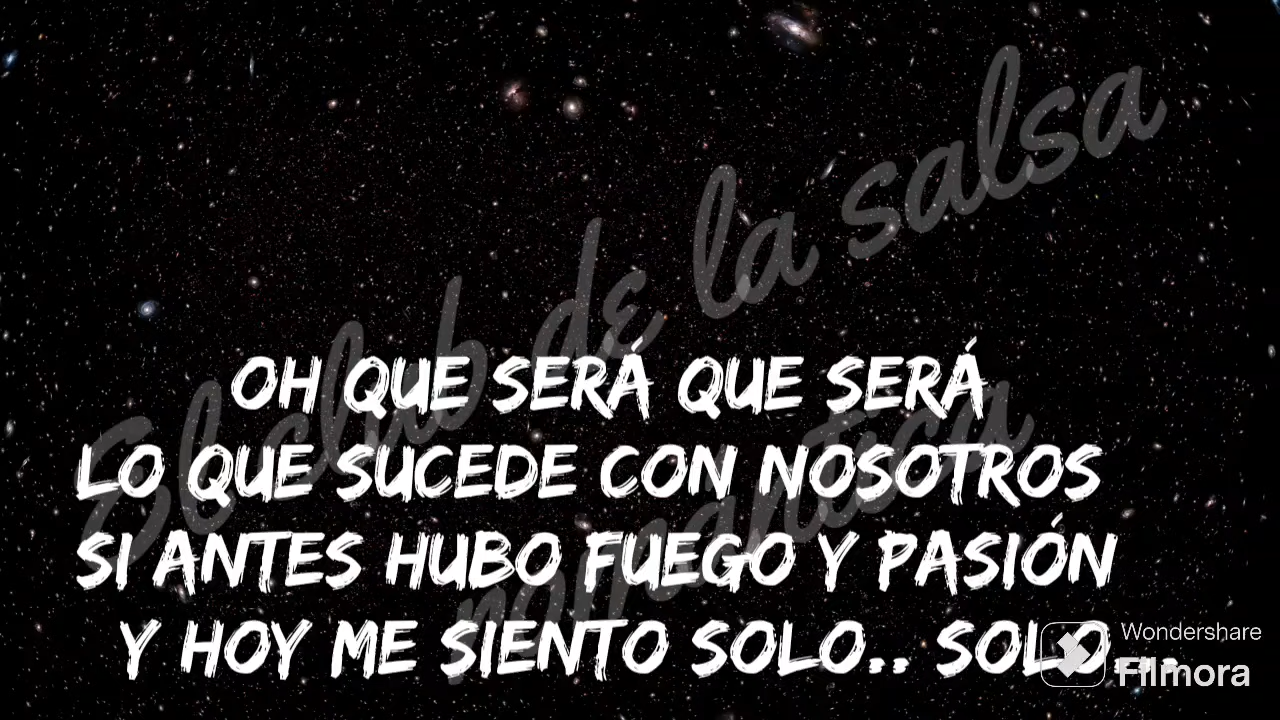 El club de la salsa
romantica
OH QUE SERÁ QUE SERÁ
LO QUE SUCEDE CON NOSOTROS
SI ANTES HUBO FUEGO Y PASIÓN
Y HOY ME SIENTO SOLO.. SOLO...
Wondershare
Filmora